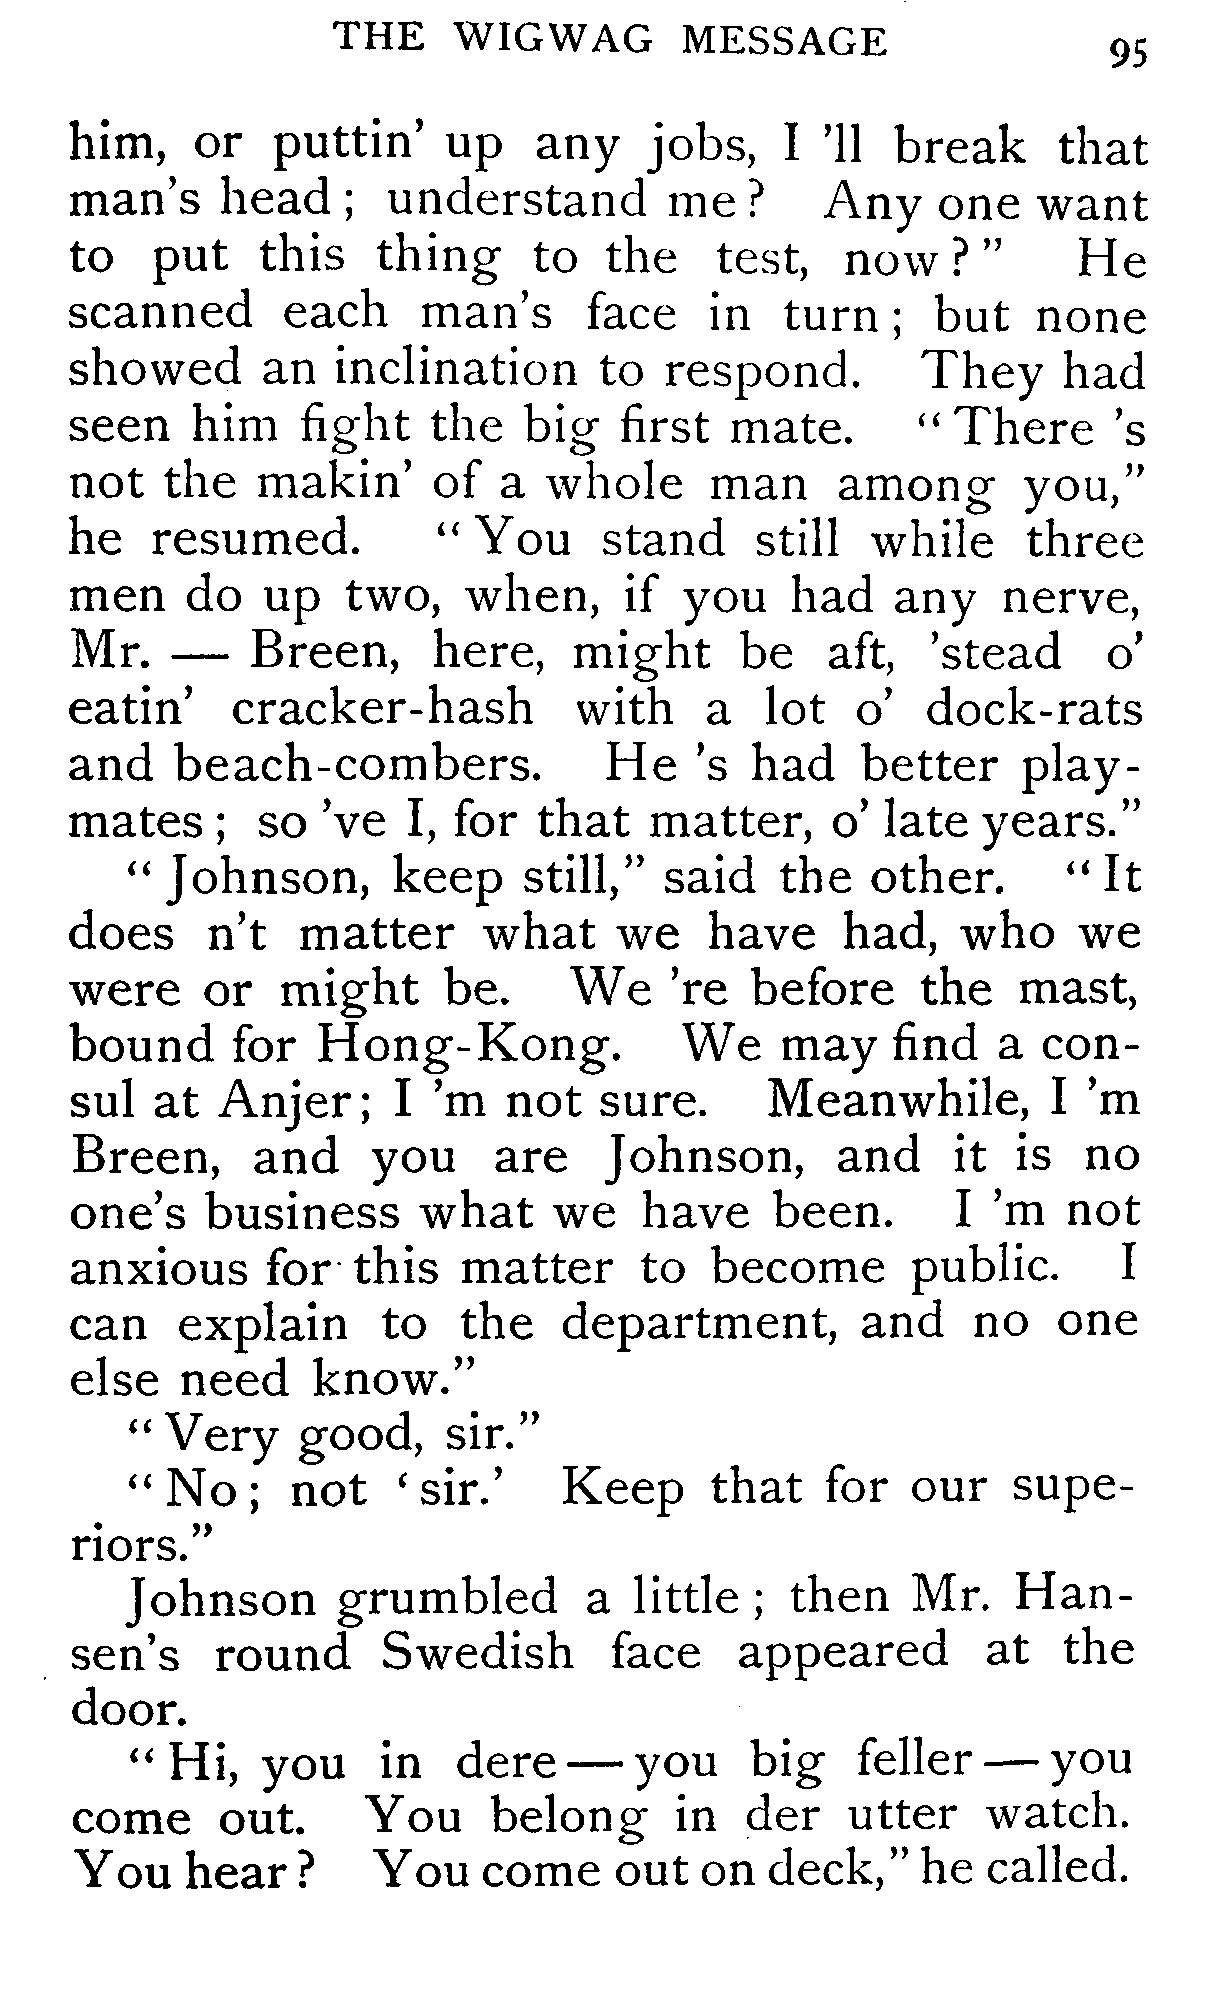 THE WIGWAG MESSAGE 95
him, or puttin' up any jobs, I 'll break that
man's head ; understand me ? Any one want
to put this thing to the test, now ? " He
scanned each man's face in turn ; but none
showed an inclination to respond. They had
seen him fight the big first mate. " There 's
not the makin' of a whole man among you,"
he resumed. " You stand still while three
men do up two, when, if you had any nerve,
Mr. — Breen, here, might be aft, 'stead o'
eatin' cracker-hash with a lot o' dock-rats
and beach-combers. He 's had better play-
mates ; so 've I, for that matter, o' late years."
" Johnson, keep still," said the other. " It
does n't matter what we have had, who we
were or might be. We 're before the mast,
bound for Hong-Kong. We may find a con-
sul at Anjer ; I 'm not sure. Meanwhile, I 'm
Breen, and you are Johnson, and it is no
one's business what we have been. I 'm not
anxious for this matter to become public. I
can explain to the department, and no one
else need know."
" Very good, sir."
" No ; not ' sir.' Keep that for our supe-
riors."
Johnson grumbled a little ; then Mr. Han-
sen's round Swedish face appeared at the
door.
" Hi, you in dere — you big feller — you
come out. You belong in der utter watch.
You hear ? You come out on deck," he called.